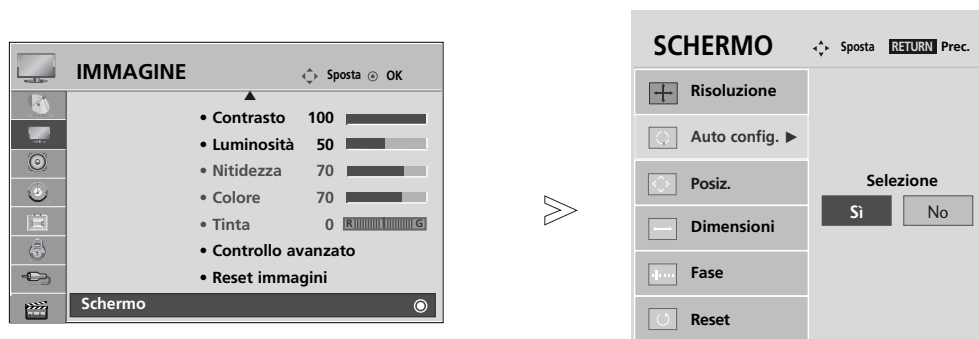 IMMAGINE
Sposta OK
• Contrasto 100
• Luminosità 50
• Nitidezza 70
• Colore 70
• Tinta 0 R G
• Controllo avanzato
• Reset immagini
Schermo
SCHERMO
Sposta RETURN Prec.
Risoluzione
Auto config. ►
Posiz.
Dimensioni
Fase
Reset
Selezione
Sì No